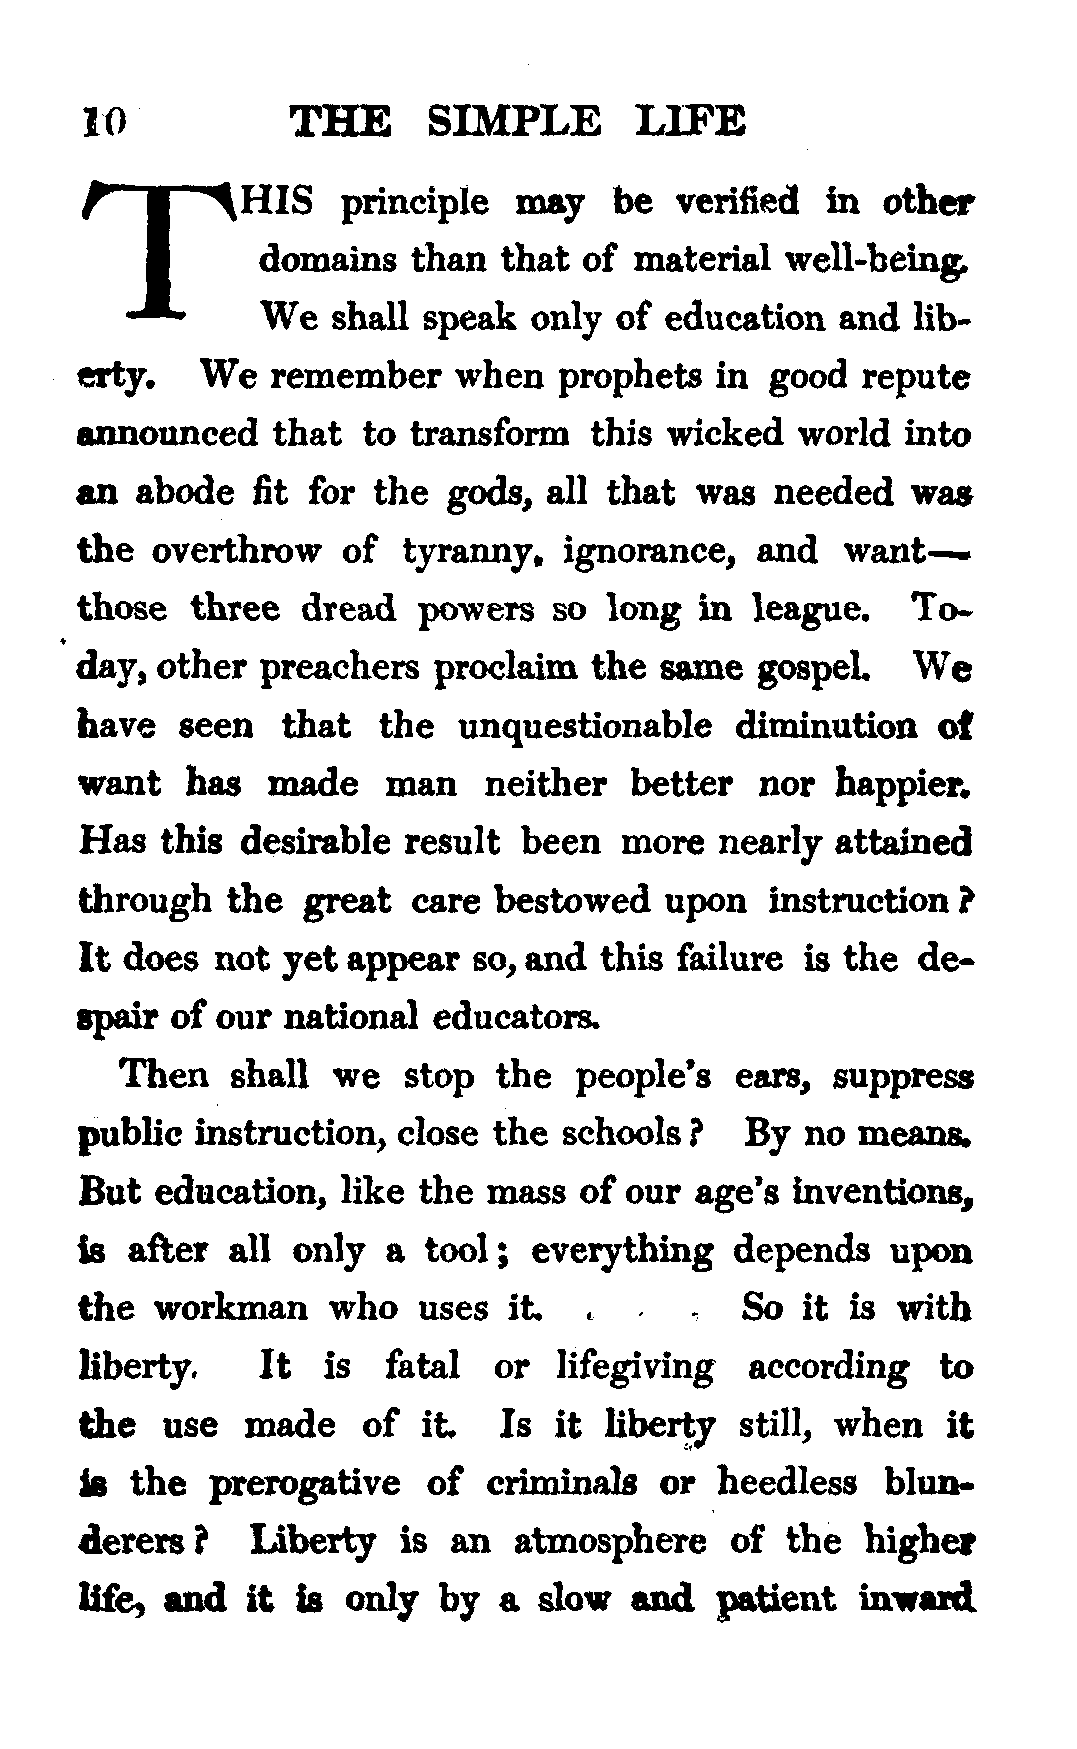 10 THE SIMPLE LIFE
THIS principle may be verified in other
domains than that of material well-being.
We shall speak only of education and lib-
erty. We remember when prophets in good repute
announced that to transform this wicked world into
an abode fit for the gods, all that was needed was
the overthrow of tyranny, ignorance, and want—
those three dread powers so long in league. To-
day, other preachers proclaim the same gospel. We
have seen that the unquestionable diminution of
want has made man neither better nor happier.
Has this desirable result been more nearly attained
through the great care bestowed upon instruction?
It does not yet appear so, and this failure is the de-
spair of our national educators.
Then shall we stop the people's ears, suppress
public instruction, close the schools? By no means.
But education, like the mass of our age's inventions,
is after all only a tool; everything depends upon
the workman who uses it. . . . So it is with
liberty. It is fatal or lifegiving according to
the use made of it. Is it liberty still, when it
is the prerogative of criminals or heedless blun-
derers? Liberty is an atmosphere of the higher
life, and it is only by a slow and patient inward